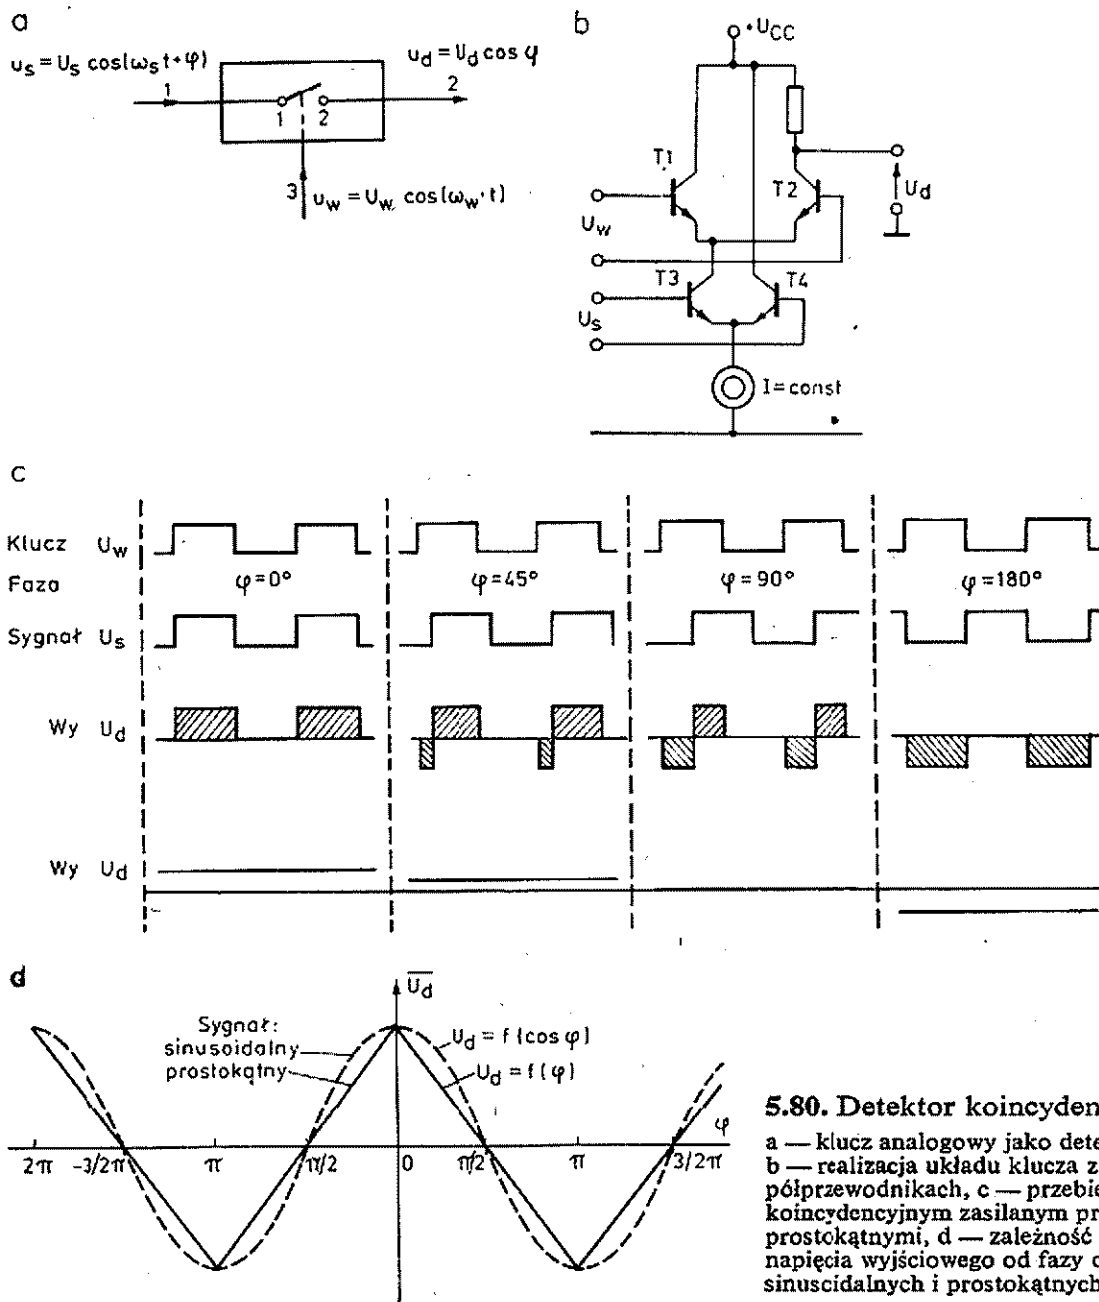 a
u_s = U_s cos(ω_s t+φ)
u_d = U_d cos φ
1
2
1 2
3
u_w = U_w cos(ω_w·t)
b
+U_CC
T1
T2
U_d
U_w
T3
T4
U_s
I=const
C
Klucz U_w
Faza φ=0° φ=45° φ=90° φ=180°
Sygnał U_s
Wy U_d
Wy U_d
d
U̅_d
Sygnał:
sinusoidalny
prostokątny
U_d = f(cos φ)
U_d = f(φ)
φ
2π -3/2π π π/2 0 π/2 π 3/2π
5.80. Detektor koincyden
a — klucz analogowy jako dete
b — realizacja układu klucza z
półprzewodnikach, c — przebie
koincydencyjnym zasilanym pr
prostokątnymi, d — zależność
napięcia wyjściowego od fazy d
sinuscidalnych i prostokątnych